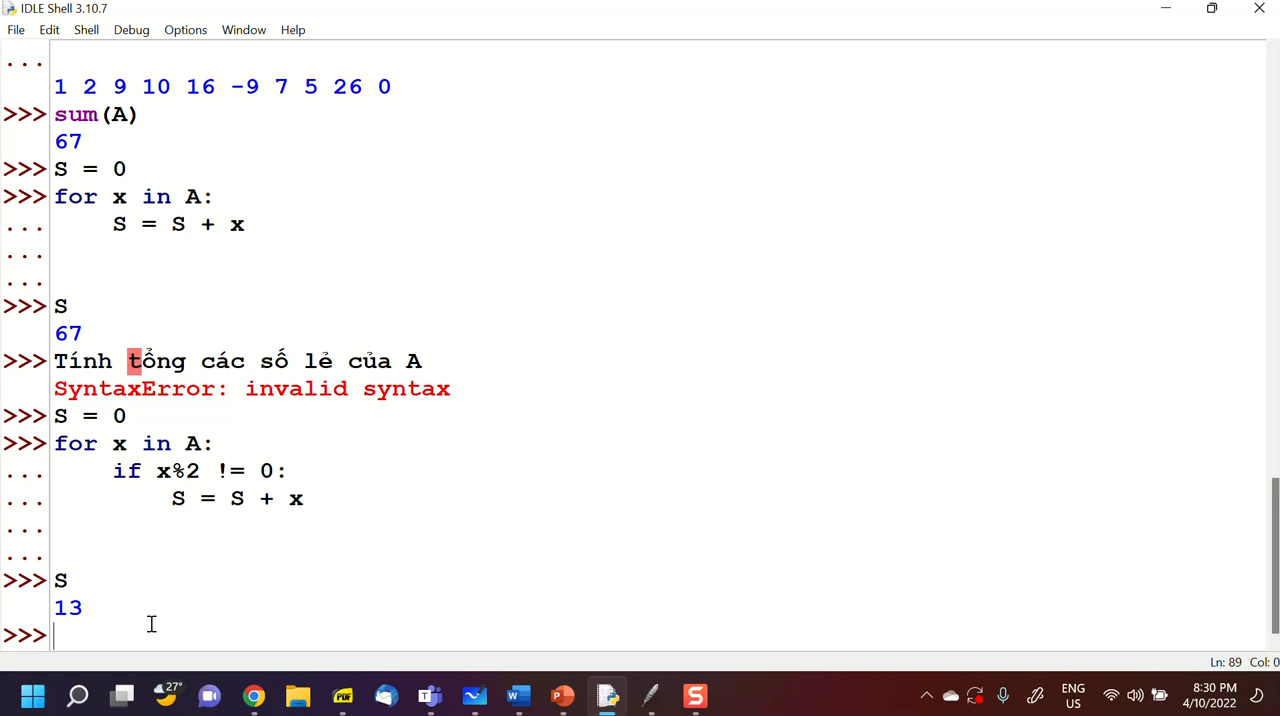 IDLE Shell 3.10.7
File Edit Shell Debug Options Window Help
...
1 2 9 10 16 -9 7 5 26 0
>>> sum(A)
67
>>> S = 0
>>> for x in A:
... S = S + x
...
...
>>> S
67
>>> Tính tổng các số lẻ của A
SyntaxError: invalid syntax
>>> S = 0
>>> for x in A:
... if x%2 != 0:
... S = S + x
...
...
>>> S
13
>>>
Ln: 89 Col: 0
27°
PDF
ENG
US
8:30 PM
4/10/2022